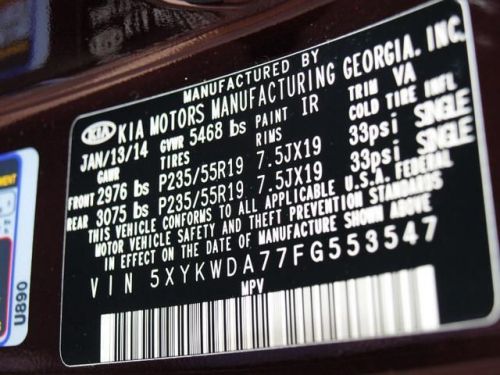 MANUFACTURED BY
KIA KIA MOTORS MANUFACTURING GEORGIA. INC.
JAN/13/14 GVWR 5468 lbs PAINT IR TRIM VA
GAWR TIRES RIMS COLD TIRE INFL
FRONT 2976 lbs P235/55R19 7.5JX19 33psi SINGLE
REAR 3075 lbs P235/55R19 7.5JX19 33psi SINGLE
THIS VEHICLE CONFORMS TO ALL APPLICABLE U.S.A. FEDERAL
MOTOR VEHICLE SAFETY AND THEFT PREVENTION STANDARDS
IN EFFECT ON THE DATE OF MANUFACTURE SHOWN ABOVE
VIN 5XYKWDA77FG553547
MPV
U890